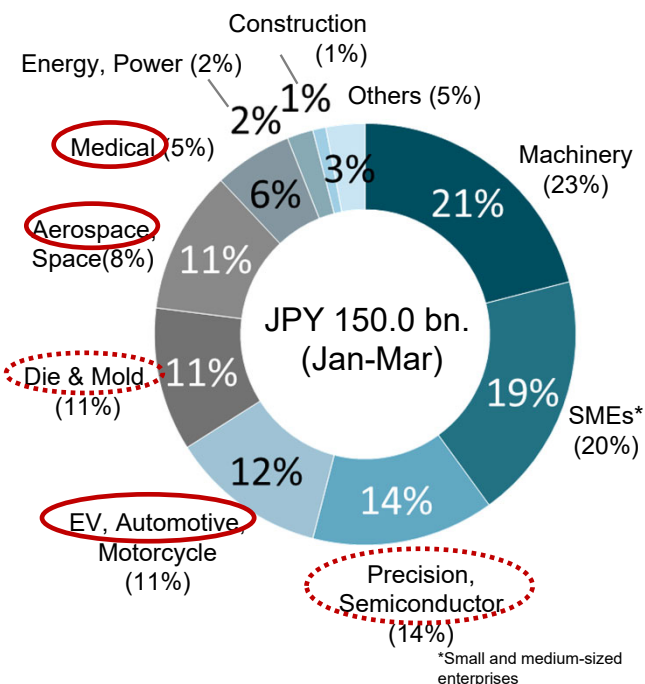 Construction
(1%)
Energy, Power (2%)
1%
Others (5%)
2%
Medical (5%)
3%
Machinery
(23%)
6%
21%
Aerospace,
Space(8%)
11%
JPY 150.0 bn.
(Jan-Mar)
Die & Mold
(11%)
11%
19%
SMEs*
(20%)
12%
14%
EV, Automotive,
Motorcycle
(11%)
Precision,
Semiconductor
(14%)
*Small and medium-sized
enterprises